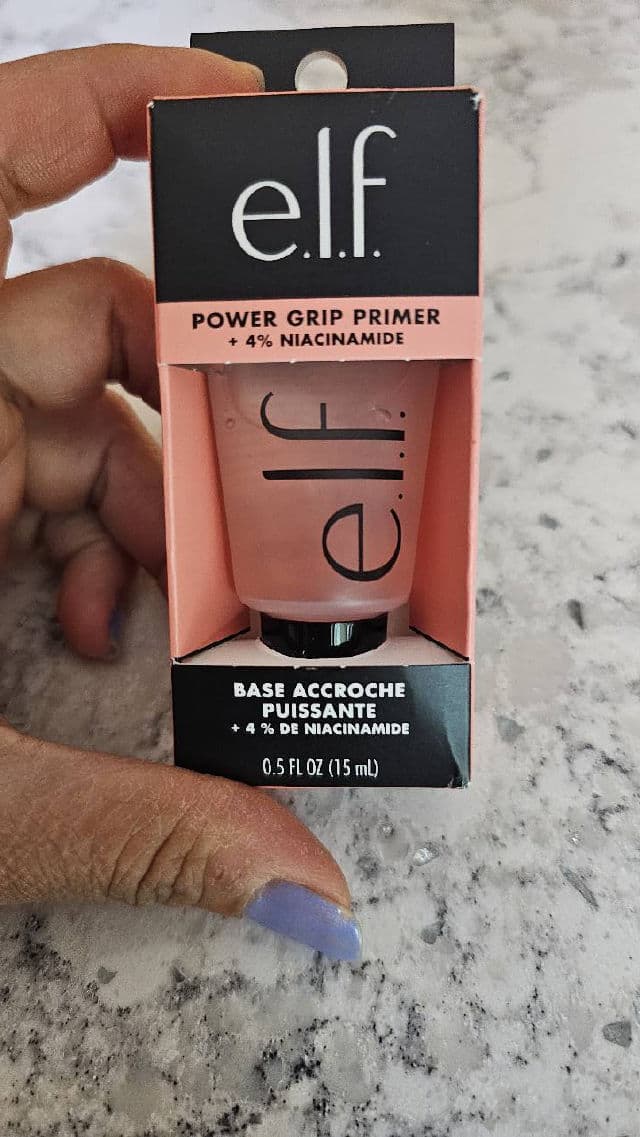 e.l.f.
POWER GRIP PRIMER
+ 4% NIACINAMIDE
e.l.f.
BASE ACCROCHE
PUISSANTE
+ 4 % DE NIACINAMIDE
0.5 FL OZ (15 mL)